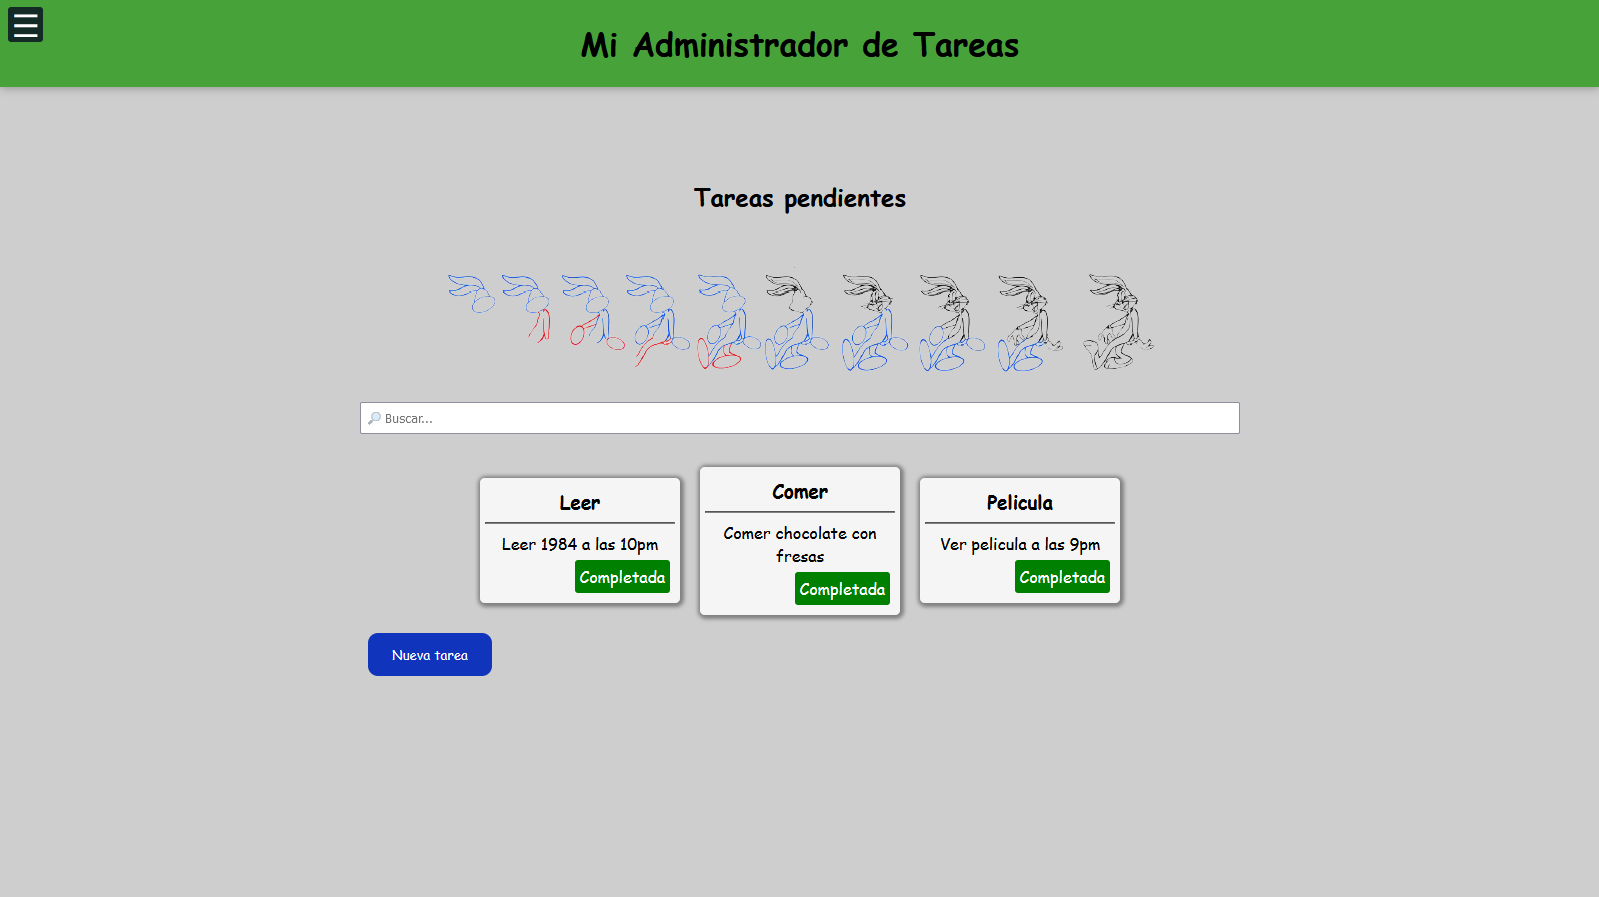 Mi Administrador de Tareas
Tareas pendientes
🔎 Buscar...
Leer
Leer 1984 a las 10pm
Completada
Comer
Comer chocolate con
fresas
Completada
Pelicula
Ver pelicula a las 9pm
Completada
Nueva tarea